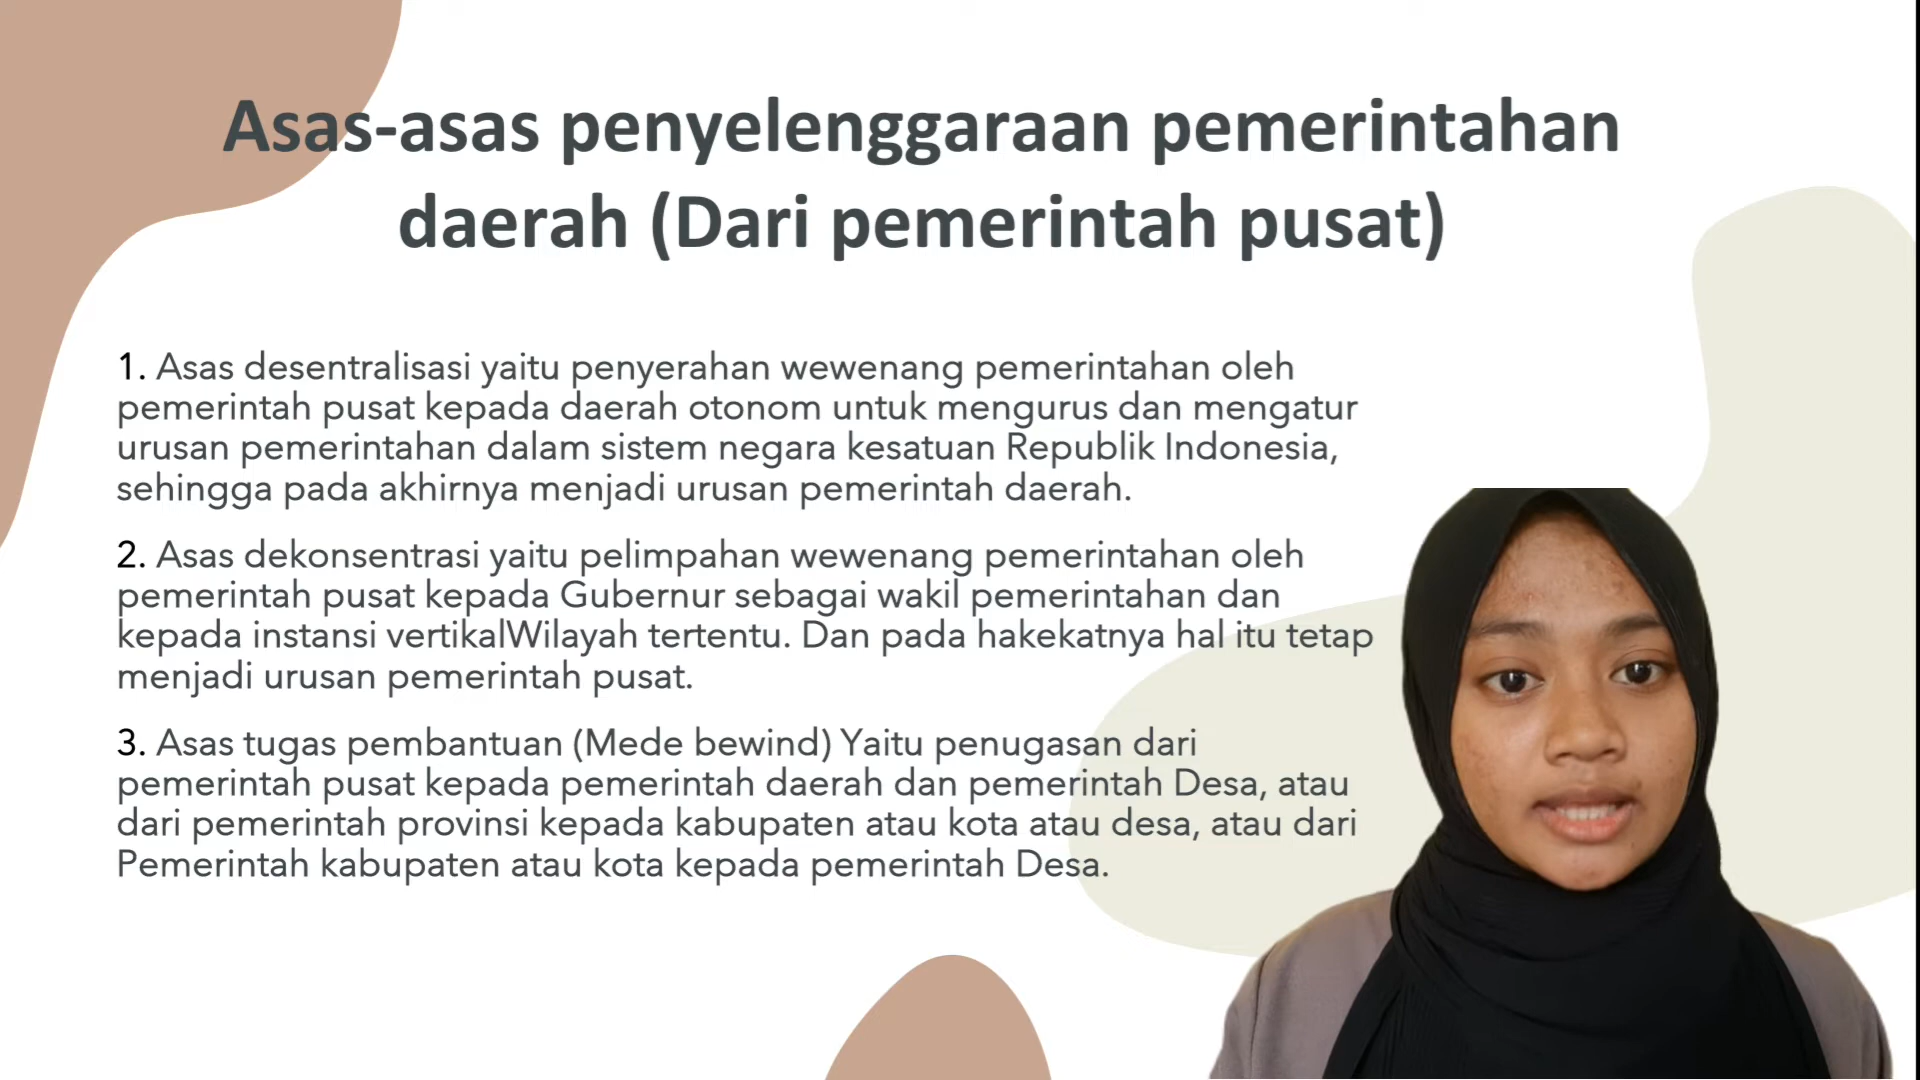 Asas-asas penyelenggaraan pemerintahan
daerah (Dari pemerintah pusat)
1. Asas desentralisasi yaitu penyerahan wewenang pemerintahan oleh
pemerintah pusat kepada daerah otonom untuk mengurus dan mengatur
urusan pemerintahan dalam sistem negara kesatuan Republik Indonesia,
sehingga pada akhirnya menjadi urusan pemerintah daerah.
2. Asas dekonsentrasi yaitu pelimpahan wewenang pemerintahan oleh
pemerintah pusat kepada Gubernur sebagai wakil pemerintahan dan
kepada instansi vertikalWilayah tertentu. Dan pada hakekatnya hal itu tetap
menjadi urusan pemerintah pusat.
3. Asas tugas pembantuan (Mede bewind) Yaitu penugasan dari
pemerintah pusat kepada pemerintah daerah dan pemerintah Desa, atau
dari pemerintah provinsi kepada kabupaten atau kota atau desa, atau dari
Pemerintah kabupaten atau kota kepada pemerintah Desa.